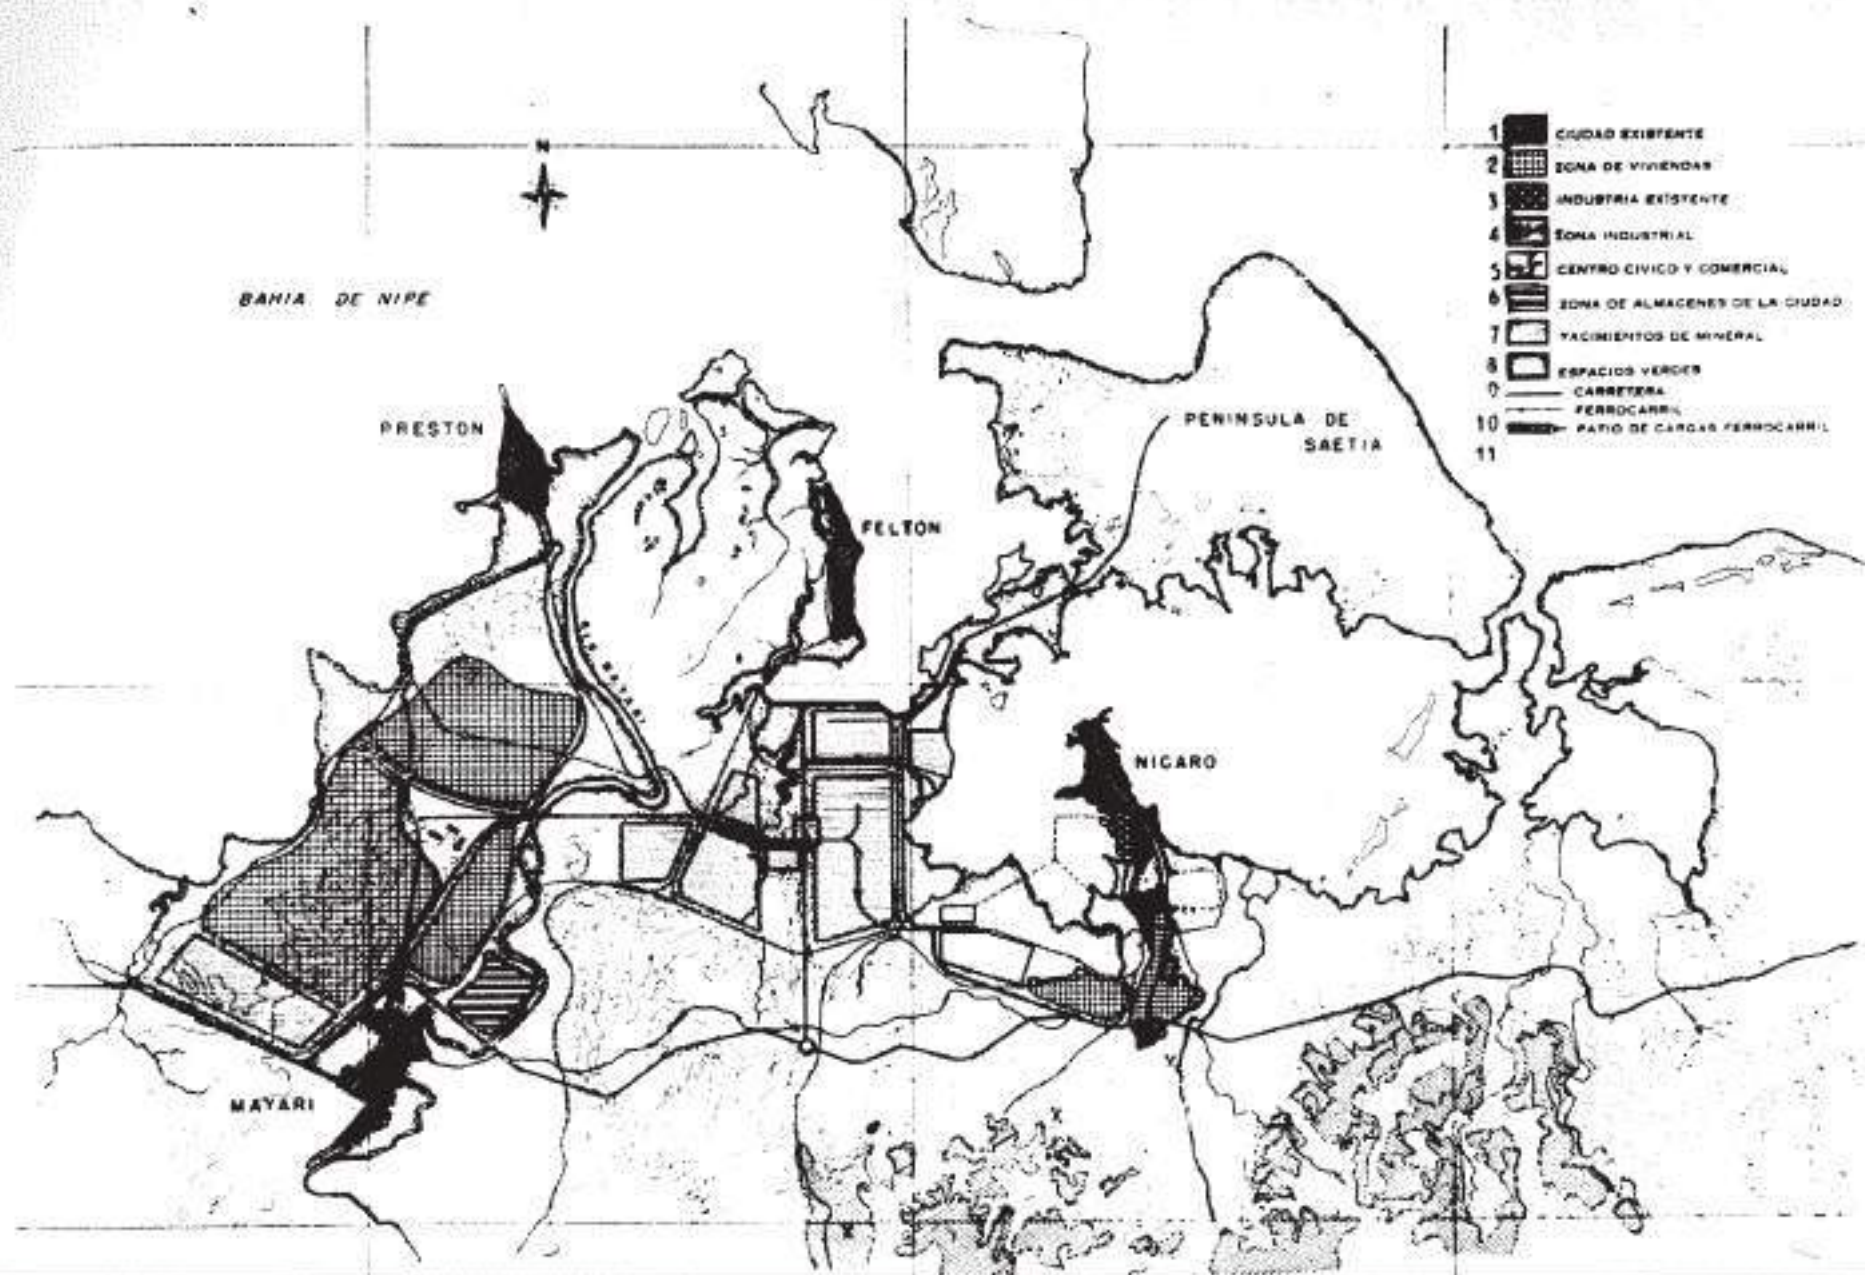 N
BAHIA DE NIPE
1 CIUDAD EXISTENTE
2 ZONA DE VIVIENDAS
3 INDUSTRIA EXISTENTE
4 ZONA INDUSTRIAL
5 CENTRO CIVICO Y COMERCIAL
6 ZONA DE ALMACENES DE LA CIUDAD
7 YACIMIENTOS DE MINERAL
8 ESPACIOS VERDES
9 CARRETERA
FERROCARRIL
10 PATIO DE CARGAS FERROCARRIL
11
PRESTON
PENINSULA DE
SAETIA
FELTON
RIO MAYARI
NICARO
MAYARI